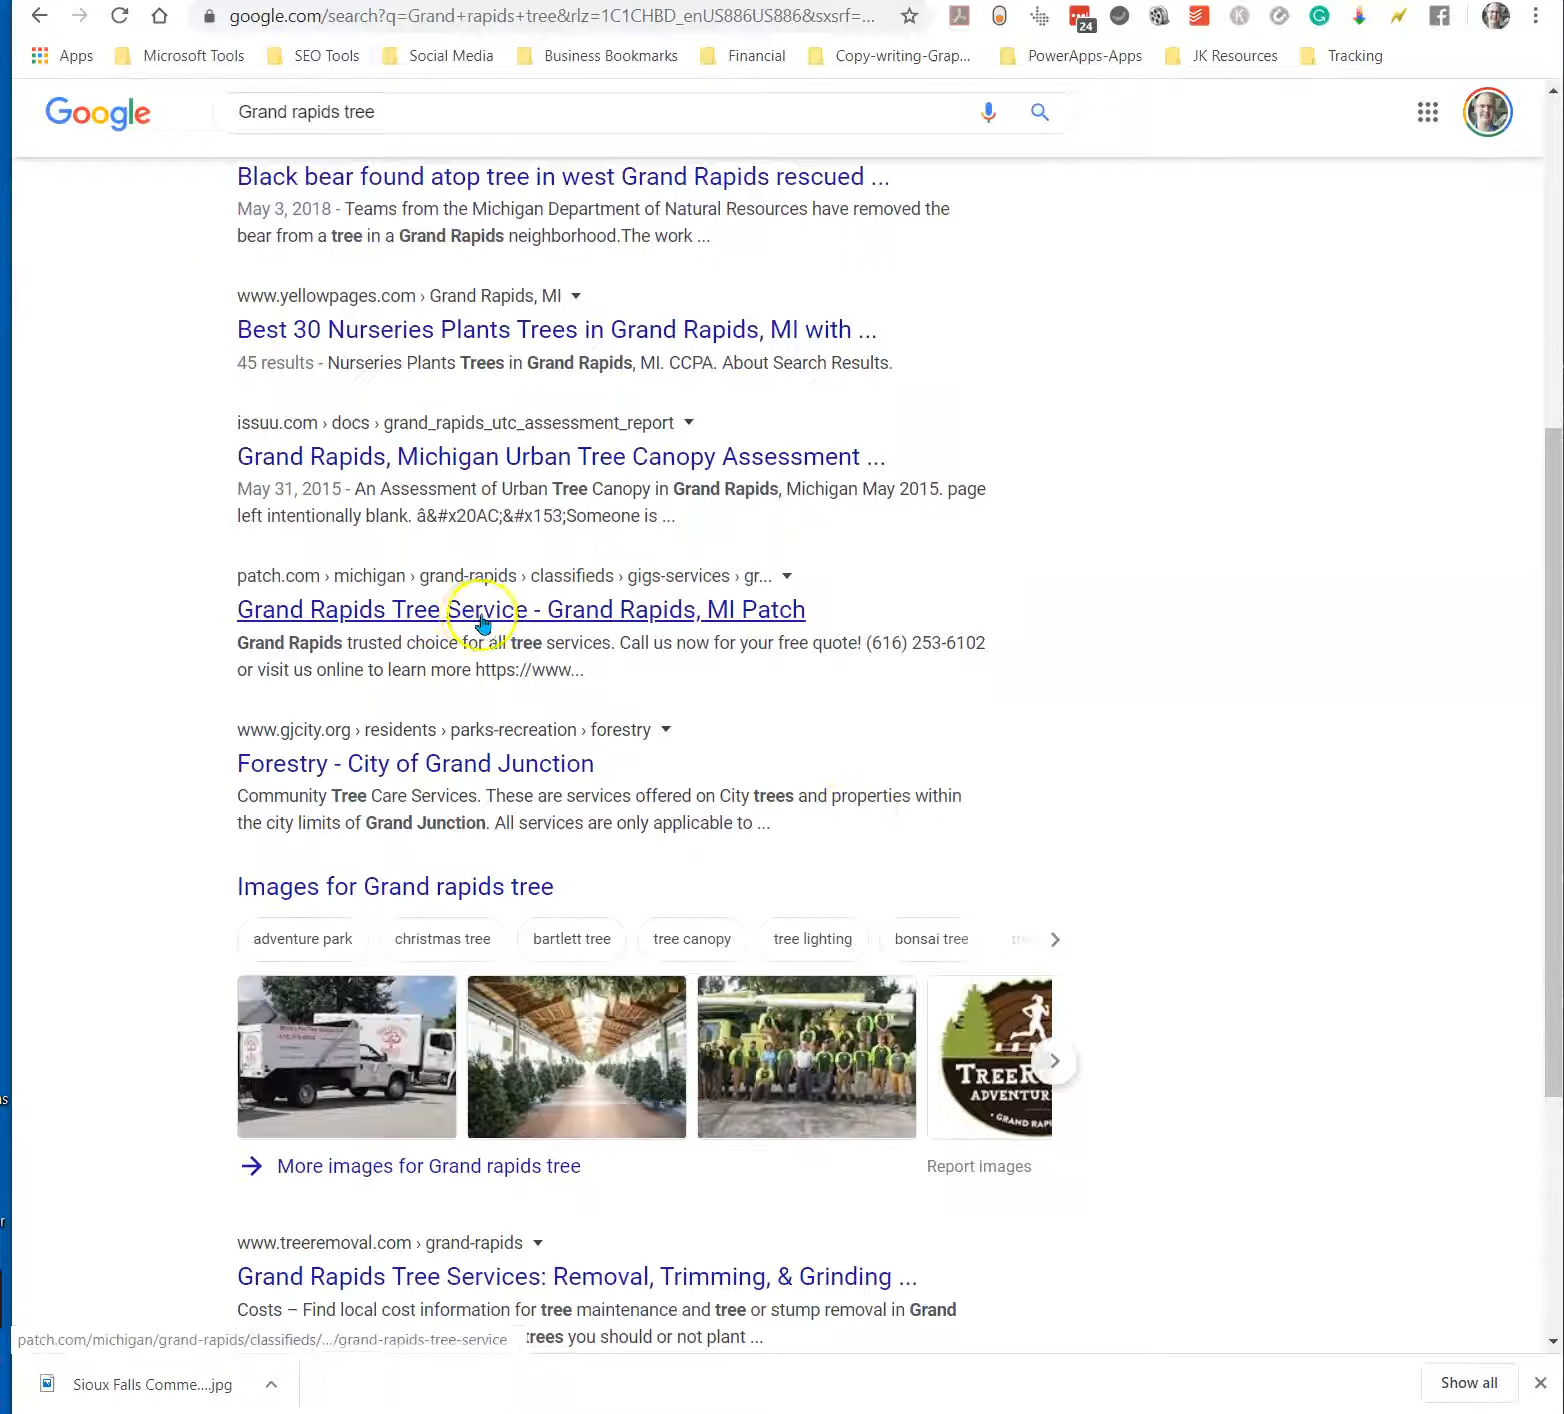 google.com/search?q=Grand+rapids+tree&rlz=1C1CHBD_enUS886US886&sxsrf=...
24
Apps Microsoft Tools SEO Tools Social Media Business Bookmarks Financial Copy-writing-Grap... PowerApps-Apps JK Resources Tracking
Google Grand rapids tree
Black bear found atop tree in west Grand Rapids rescued ...
May 3, 2018 - Teams from the Michigan Department of Natural Resources have removed the
bear from a tree in a Grand Rapids neighborhood.The work ...
www.yellowpages.com › Grand Rapids, MI
Best 30 Nurseries Plants Trees in Grand Rapids, MI with ...
45 results - Nurseries Plants Trees in Grand Rapids, MI. CCPA. About Search Results.
issuu.com › docs › grand_rapids_utc_assessment_report
Grand Rapids, Michigan Urban Tree Canopy Assessment ...
May 31, 2015 - An Assessment of Urban Tree Canopy in Grand Rapids, Michigan May 2015. page
left intentionally blank. â&#x20AC;&#x153;Someone is ...
patch.com › michigan › grand-rapids › classifieds › gigs-services › gr...
Grand Rapids Tree Service - Grand Rapids, MI Patch
Grand Rapids trusted choice for all tree services. Call us now for your free quote! (616) 253-6102
or visit us online to learn more https://www...
www.gjcity.org › residents › parks-recreation › forestry
Forestry - City of Grand Junction
Community Tree Care Services. These are services offered on City trees and properties within
the city limits of Grand Junction. All services are only applicable to ...
Images for Grand rapids tree
adventure park christmas tree bartlett tree tree canopy tree lighting bonsai tree
TREER
ADVENTUR
GRAND RAPI
More images for Grand rapids tree Report images
www.treeremoval.com › grand-rapids
Grand Rapids Tree Services: Removal, Trimming, & Grinding ...
Costs – Find local cost information for tree maintenance and tree or stump removal in Grand
trees you should or not plant ...
patch.com/michigan/grand-rapids/classifieds/.../grand-rapids-tree-service
Sioux Falls Comme....jpg Show all